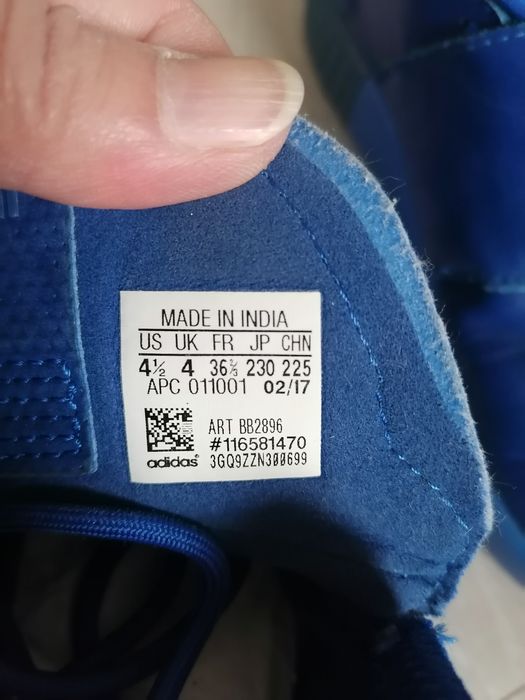 MADE IN INDIA
US UK FR JP CHN
4½ 4 36⅔ 230 225
APC 011001 02/17
ART BB2896
#116581470
adidas® 3GQ9ZZN300699